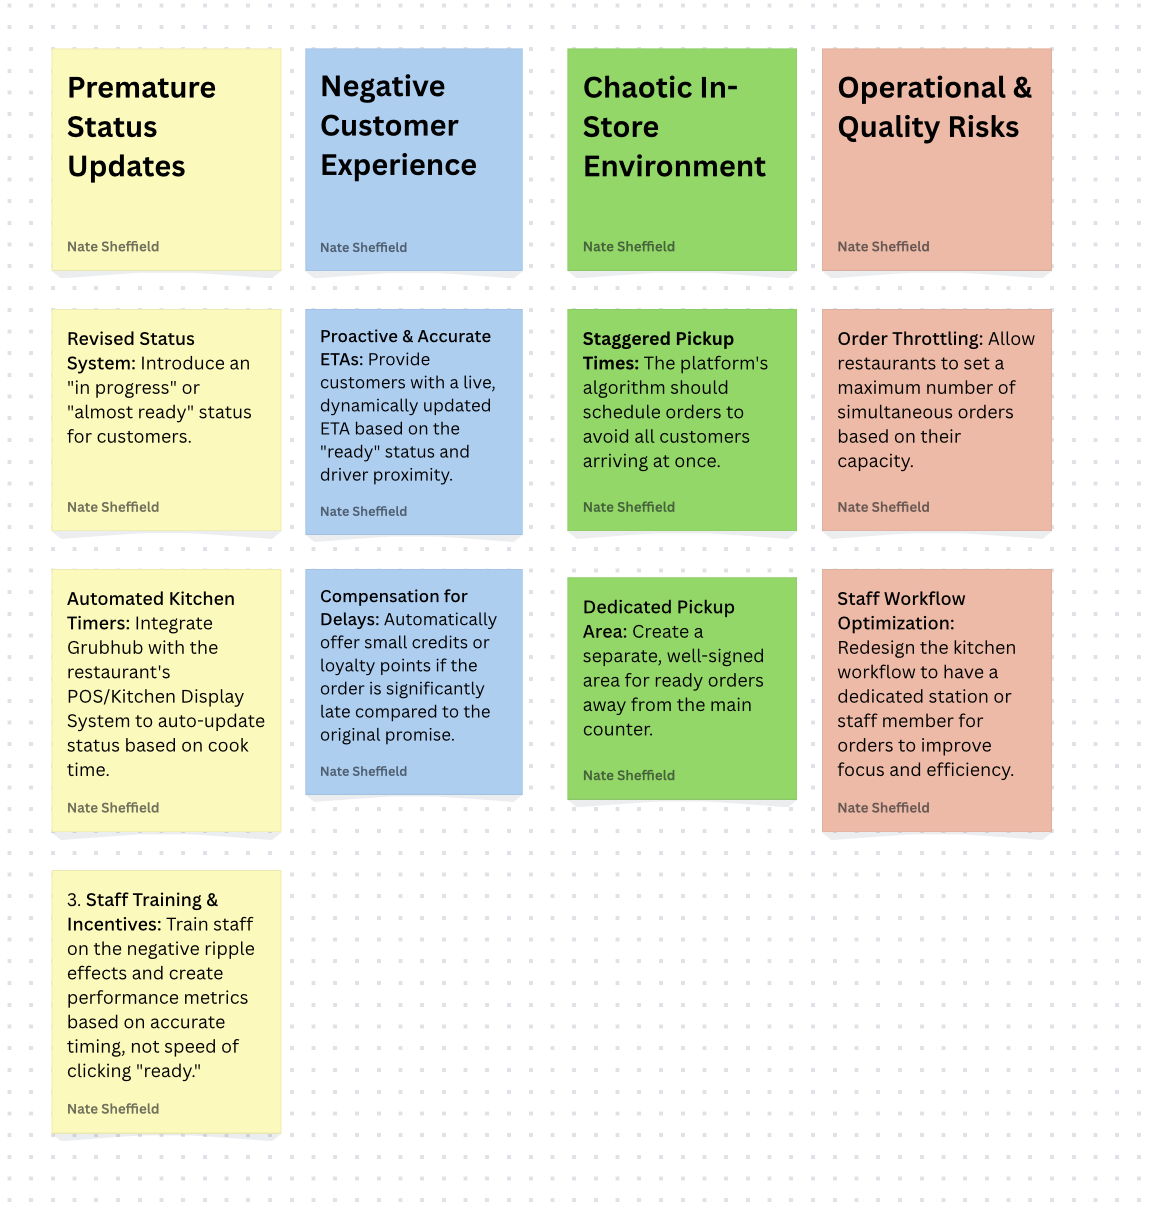 Premature
Status
Updates
Nate Sheffield
Negative
Customer
Experience
Nate Sheffield
Chaotic In-
Store
Environment
Nate Sheffield
Operational &
Quality Risks
Nate Sheffield
Revised Status
System: Introduce an
"in progress" or
"almost ready" status
for customers.
Nate Sheffield
Proactive & Accurate
ETAs: Provide
customers with a live,
dynamically updated
ETA based on the
"ready" status and
driver proximity.
Nate Sheffield
Staggered Pickup
Times: The platform's
algorithm should
schedule orders to
avoid all customers
arriving at once.
Nate Sheffield
Order Throttling: Allow
restaurants to set a
maximum number of
simultaneous orders
based on their
capacity.
Nate Sheffield
Automated Kitchen
Timers: Integrate
Grubhub with the
restaurant's
POS/Kitchen Display
System to auto-update
status based on cook
time.
Nate Sheffield
Compensation for
Delays: Automatically
offer small credits or
loyalty points if the
order is significantly
late compared to the
original promise.
Nate Sheffield
Dedicated Pickup
Area: Create a
separate, well-signed
area for ready orders
away from the main
counter.
Nate Sheffield
Staff Workflow
Optimization:
Redesign the kitchen
workflow to have a
dedicated station or
staff member for
orders to improve
focus and efficiency.
Nate Sheffield
3. Staff Training &
Incentives: Train staff
on the negative ripple
effects and create
performance metrics
based on accurate
timing, not speed of
clicking "ready."
Nate Sheffield